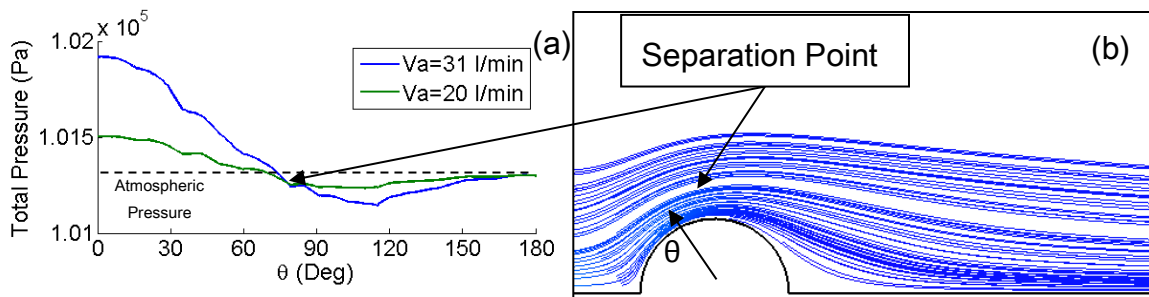 x 10^5
1.02
1.015
1.01
Total Pressure (Pa)
(a)
Va=31 l/min
Va=20 l/min
Atmospheric
Pressure
0
30
60
90
120
150
180
θ (Deg)
Separation Point
(b)
θ